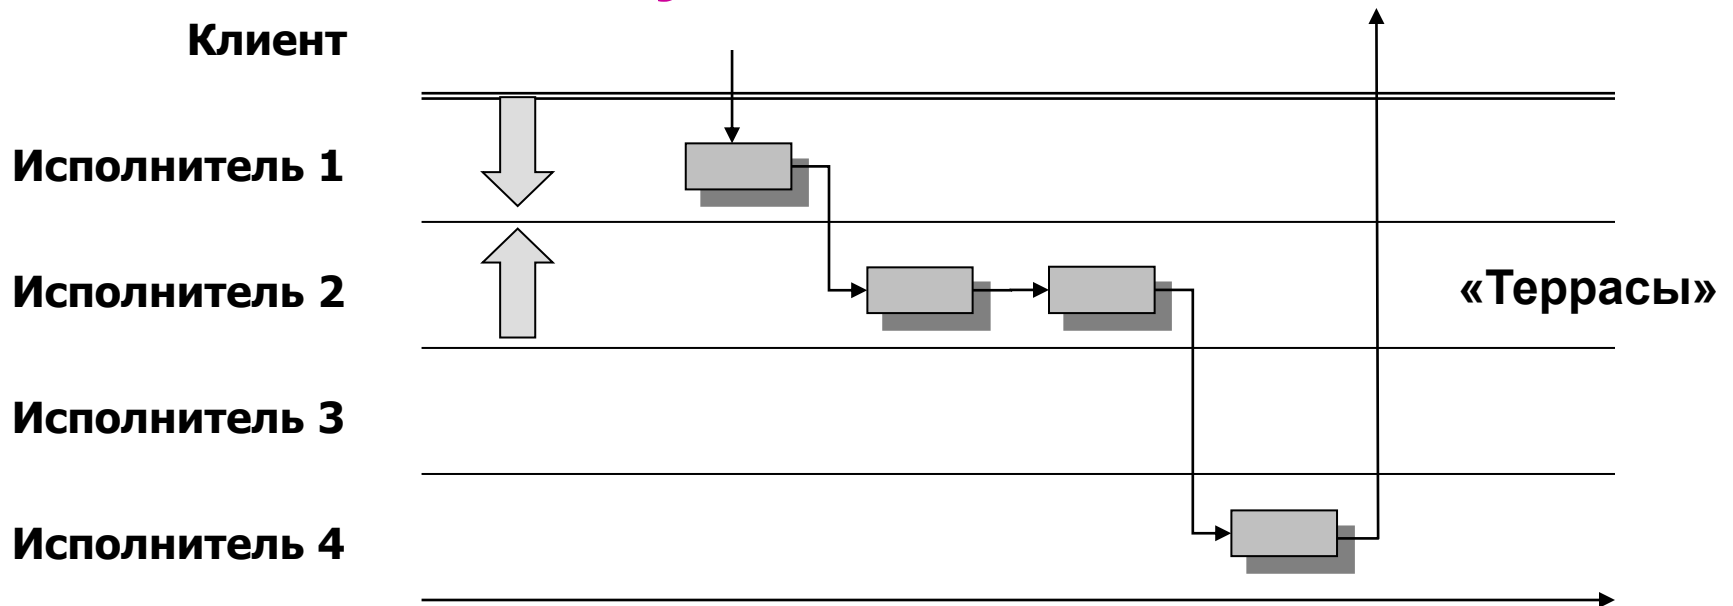 Клиент
Исполнитель 1
Исполнитель 2
«Террасы»
Исполнитель 3
Исполнитель 4